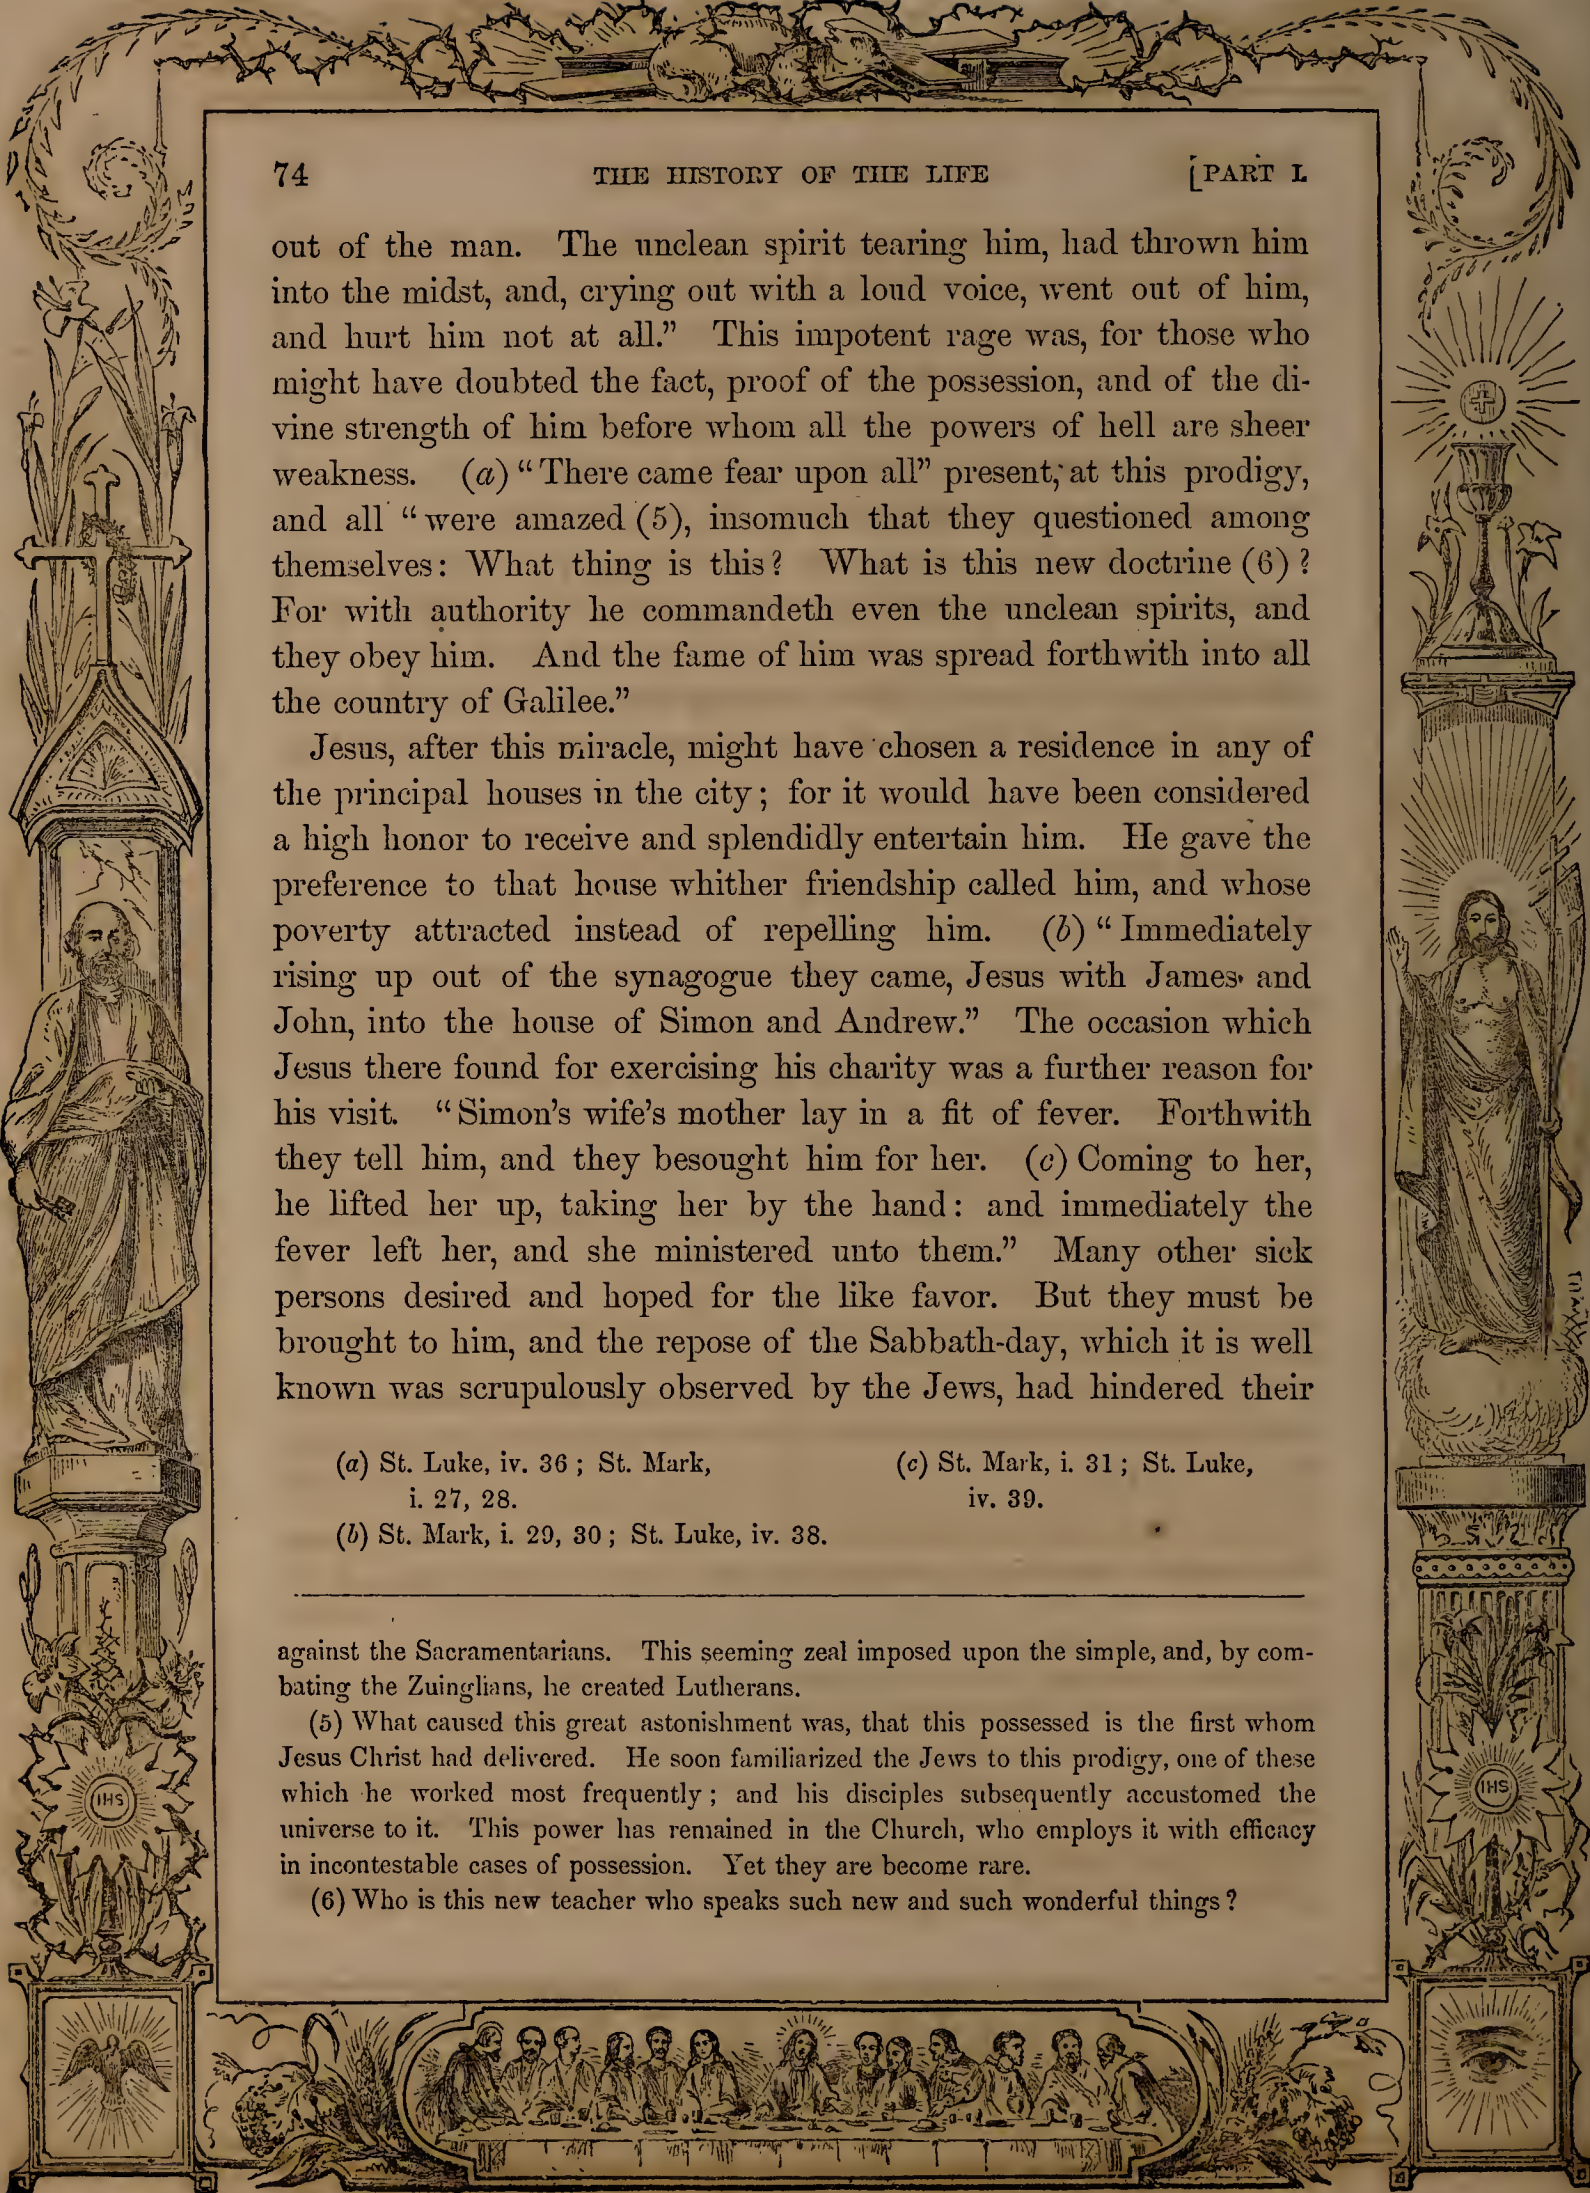 74 THE HISTORY OF THE LIFE [PART I.
out of the man. The unclean spirit tearing him, had thrown him
into the midst, and, crying out with a loud voice, went out of him,
and hurt him not at all.” This impotent rage was, for those who
might have doubted the fact, proof of the possession, and of the di-
vine strength of him before whom all the powers of hell are sheer
weakness. (a) “There came fear upon all” present, at this prodigy,
and all “were amazed (5), insomuch that they questioned among
themselves: What thing is this? What is this new doctrine (6)?
For with authority he commandeth even the unclean spirits, and
they obey him. And the fame of him was spread forthwith into all
the country of Galilee.”
Jesus, after this miracle, might have chosen a residence in any of
the principal houses in the city; for it would have been considered
a high honor to receive and splendidly entertain him. He gave the
preference to that house whither friendship called him, and whose
poverty attracted instead of repelling him. (b) “Immediately
rising up out of the synagogue they came, Jesus with James and
John, into the house of Simon and Andrew.” The occasion which
Jesus there found for exercising his charity was a further reason for
his visit. “Simon’s wife’s mother lay in a fit of fever. Forthwith
they tell him, and they besought him for her. (c) Coming to her,
he lifted her up, taking her by the hand: and immediately the
fever left her, and she ministered unto them.” Many other sick
persons desired and hoped for the like favor. But they must be
brought to him, and the repose of the Sabbath-day, which it is well
known was scrupulously observed by the Jews, had hindered their
(a) St. Luke, iv. 36; St. Mark,
i. 27, 28.
(b) St. Mark, i. 29, 30; St. Luke, iv. 38.
(c) St. Mark, i. 31; St. Luke,
iv. 39.
against the Sacramentarians. This seeming zeal imposed upon the simple, and, by com-
bating the Zuinglians, he created Lutherans.
(5) What caused this great astonishment was, that this possessed is the first whom
Jesus Christ had delivered. He soon familiarized the Jews to this prodigy, one of these
which he worked most frequently; and his disciples subsequently accustomed the
universe to it. This power has remained in the Church, who employs it with efficacy
in incontestable cases of possession. Yet they are become rare.
(6) Who is this new teacher who speaks such new and such wonderful things?
IHS
IHS